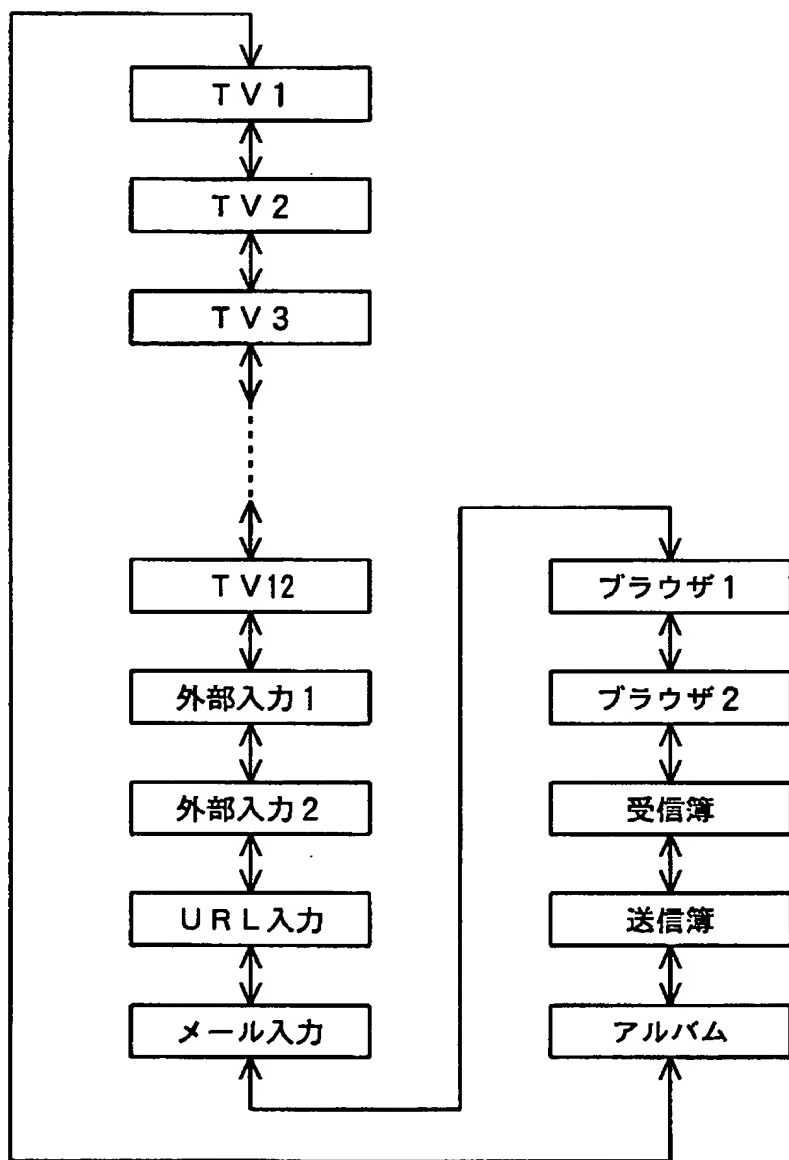 TV1
TV2
TV3
TV12
外部入力1
外部入力2
URL入力
メール入力
ブラウザ1
ブラウザ2
受信簿
送信簿
アルバム